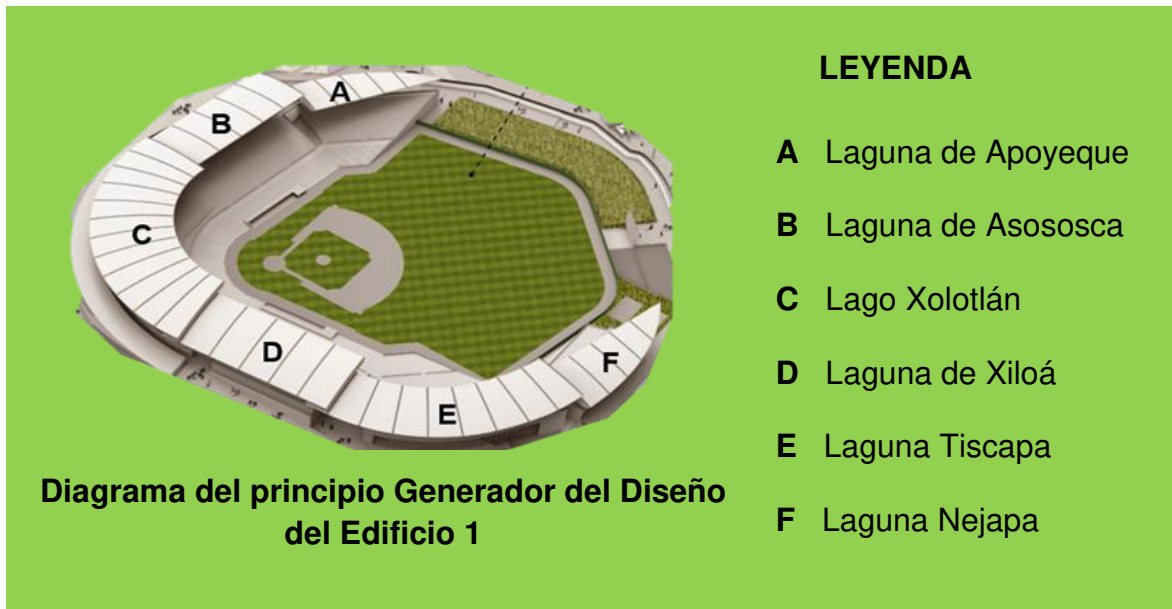 A
B
C
D
E
F
Diagrama del principio Generador del Diseño
del Edificio 1
LEYENDA
A Laguna de Apoyeque
B Laguna de Asososca
C Lago Xolotlán
D Laguna de Xiloá
E Laguna Tiscapa
F Laguna Nejapa